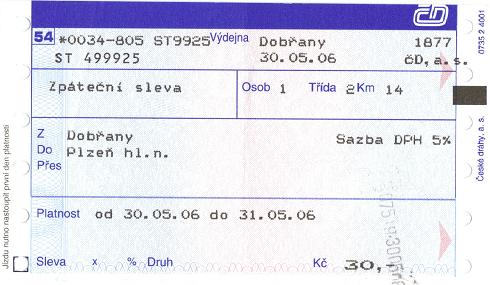 54 *0034-805 ST9925 Výdejna Dobřany 1877
ST 499925 30.05.06 ČD,a.s.
Zpáteční sleva Osob 1 Třída 2 Km 14
Z Dobřany Sazba DPH 5%
Do Plzeň hl.n.
Přes
Platnost od 30.05.06 do 31.05.06
Sleva x % Druh Kč 30,-
Jízdu nutno nastoupit první den platnosti
0735 2 4001
České dráhy, a. s.